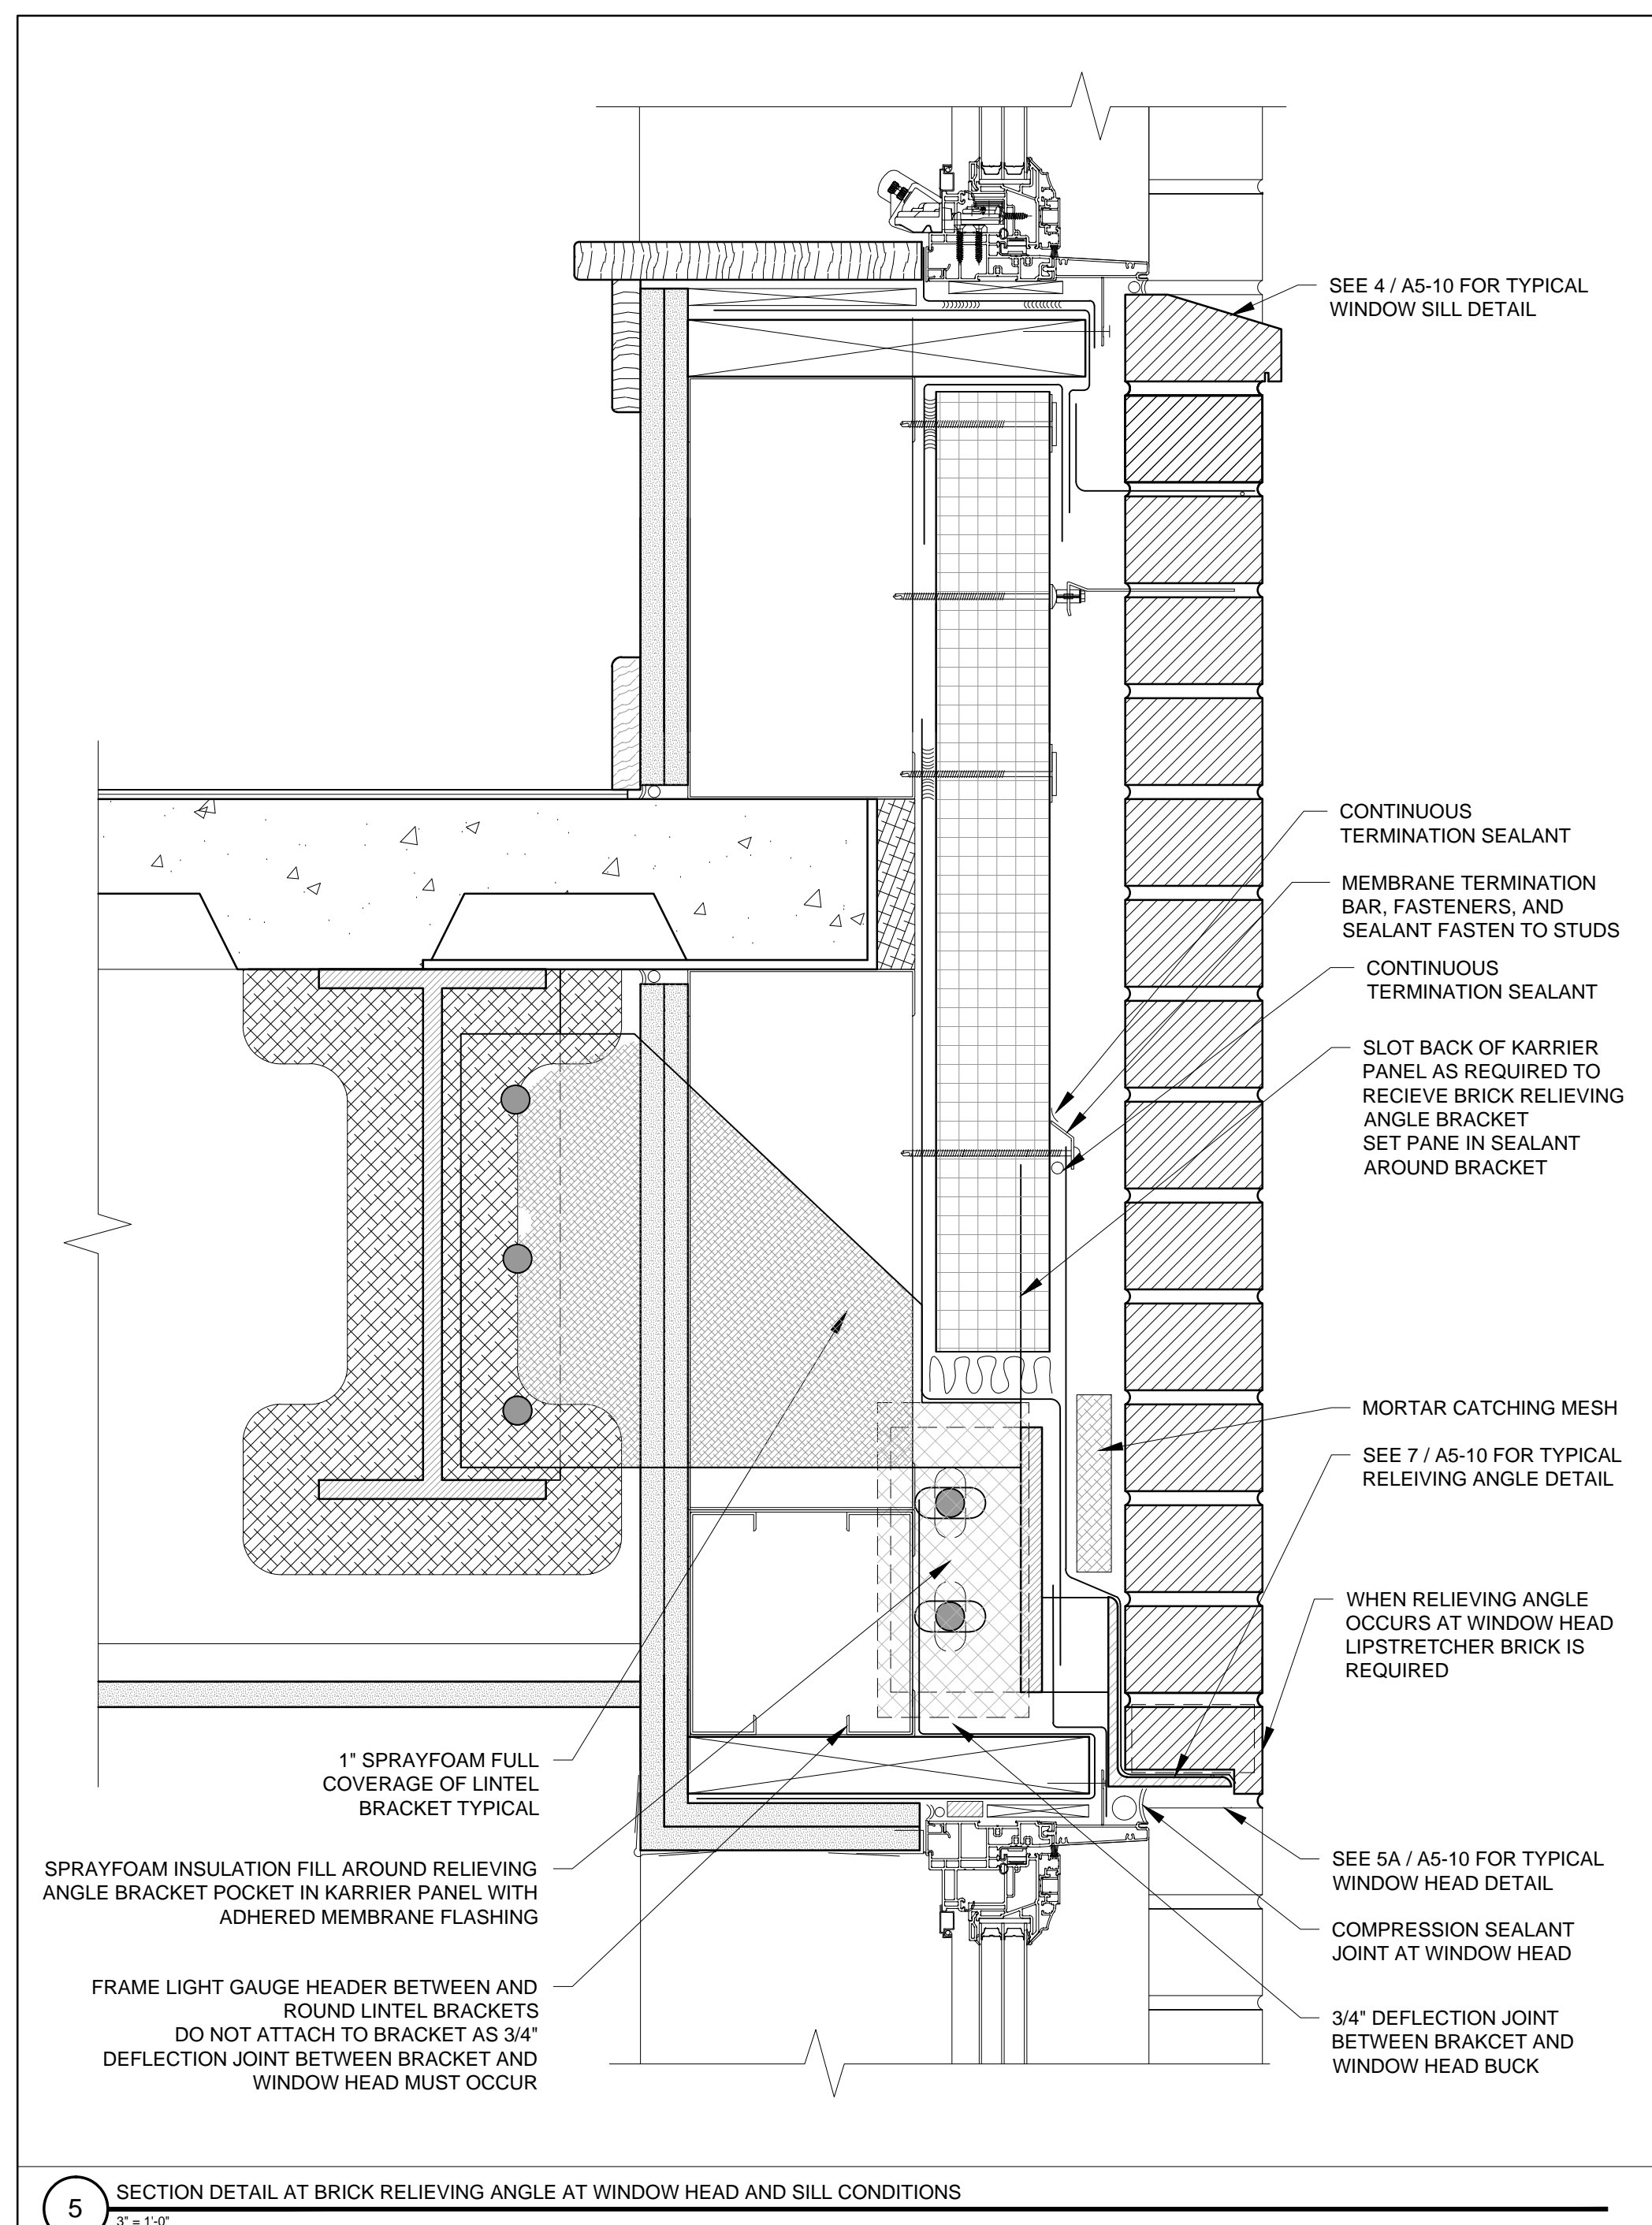 SEE 4 / A5-10 FOR TYPICAL
WINDOW SILL DETAIL
CONTINUOUS
TERMINATION SEALANT
MEMBRANE TERMINATION
BAR, FASTENERS, AND
SEALANT FASTEN TO STUDS
CONTINUOUS
TERMINATION SEALANT
SLOT BACK OF KARRIER
PANEL AS REQUIRED TO
RECIEVE BRICK RELIEVING
ANGLE BRACKET
SET PANE IN SEALANT
AROUND BRACKET
MORTAR CATCHING MESH
SEE 7 / A5-10 FOR TYPICAL
RELEIVING ANGLE DETAIL
WHEN RELIEVING ANGLE
OCCURS AT WINDOW HEAD
LIPSTRETCHER BRICK IS
REQUIRED
1" SPRAYFOAM FULL
COVERAGE OF LINTEL
BRACKET TYPICAL
SPRAYFOAM INSULATION FILL AROUND RELIEVING
ANGLE BRACKET POCKET IN KARRIER PANEL WITH
ADHERED MEMBRANE FLASHING
FRAME LIGHT GAUGE HEADER BETWEEN AND
ROUND LINTEL BRACKETS
DO NOT ATTACH TO BRACKET AS 3/4"
DEFLECTION JOINT BETWEEN BRACKET AND
WINDOW HEAD MUST OCCUR
SEE 5A / A5-10 FOR TYPICAL
WINDOW HEAD DETAIL
COMPRESSION SEALANT
JOINT AT WINDOW HEAD
3/4" DEFLECTION JOINT
BETWEEN BRAKCET AND
WINDOW HEAD BUCK
5
SECTION DETAIL AT BRICK RELIEVING ANGLE AT WINDOW HEAD AND SILL CONDITIONS
3" = 1'-0"